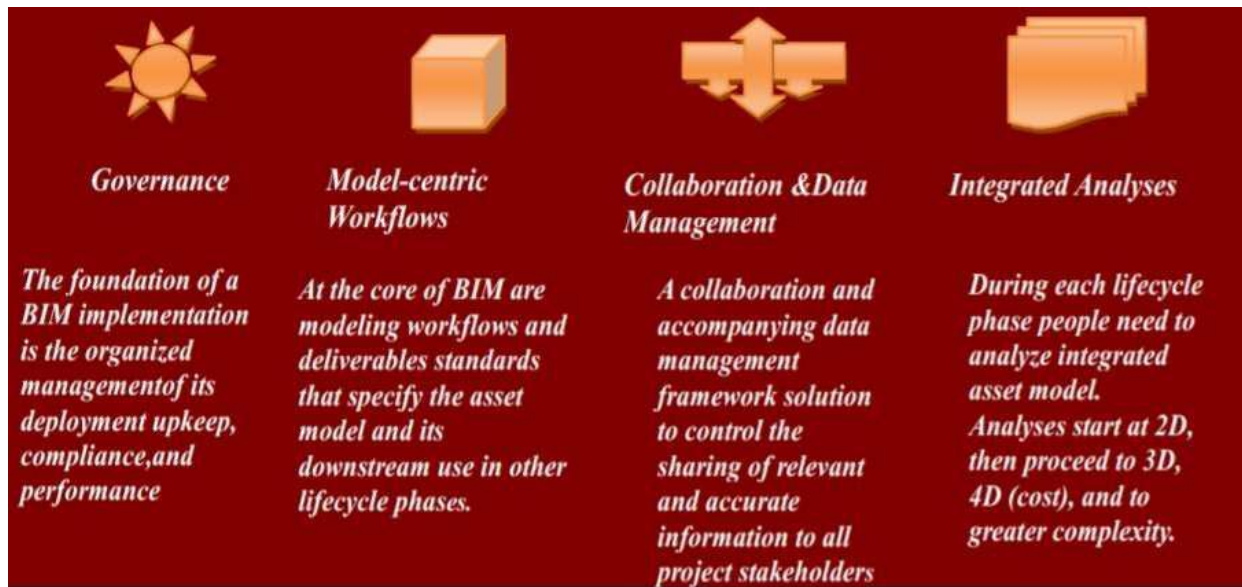 Governance
The foundation of a
BIM implementation
is the organized
managementof its
deployment upkeep,
compliance,and
performance
Model-centric
Workflows
At the core of BIM are
modeling workflows and
deliverables standards
that specify the asset
model and its
downstream use in other
lifecycle phases.
Collaboration &Data
Management
A collaboration and
accompanying data
management
framework solution
to control the
sharing of relevant
and accurate
information to all
project stakeholders
Integrated Analyses
During each lifecycle
phase people need to
analyze integrated
asset model.
Analyses start at 2D,
then proceed to 3D,
4D (cost), and to
greater complexity.